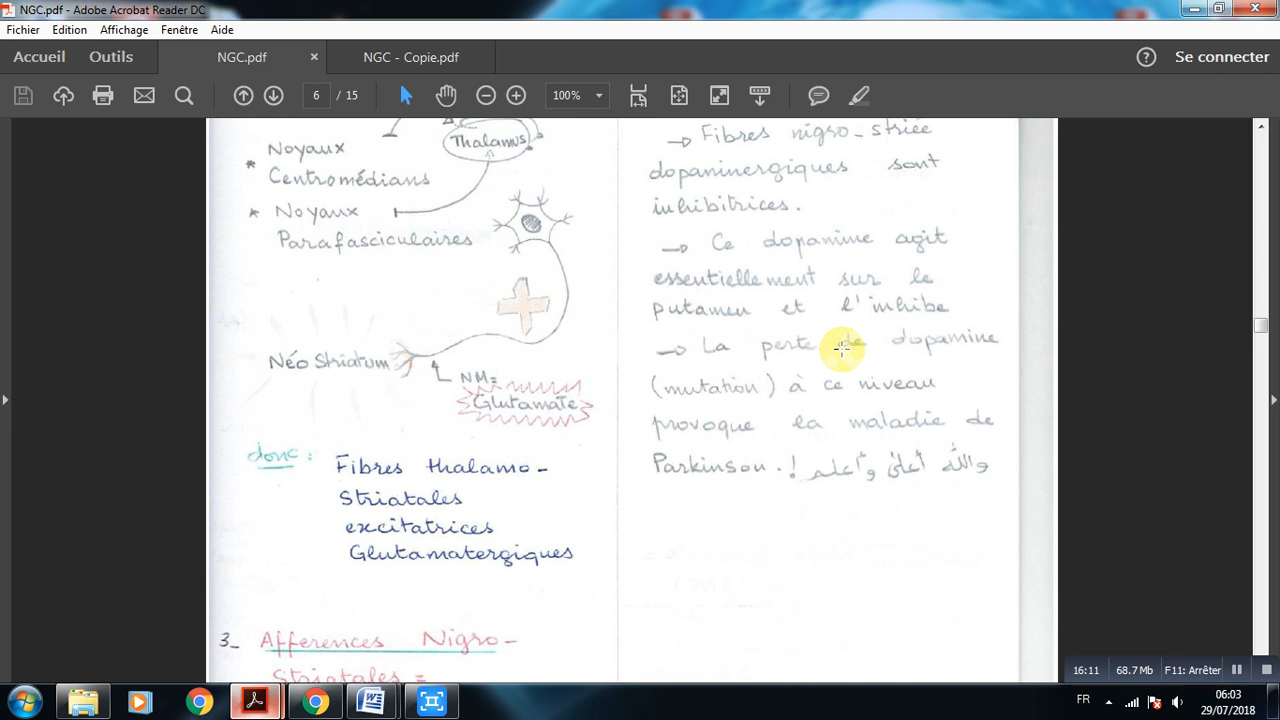 NGC.pdf - Adobe Acrobat Reader DC
Fichier Edition Affichage Fenêtre Aide
Accueil Outils NGC.pdf × NGC - Copie.pdf ? Se connecter
6 / 15 100%
Thalamus
* Noyaux
Centromédians
* Noyaux
Parafasciculaires
Néo Striatum
NM=
Glutamate
donc :
Fibres thalamo-
Striatales
excitatrices
Glutamatergiques
3_ Afferences Nigro-
Striatales =
→ Fibres nigro-striée
dopaninergiques sont
inhibitrices.
→ Ce dopamine agit
essentiellement sur le
putamen et l'inhibe
→ La perte de dopamine
(mutation) à ce niveau
provoque la maladie de
Parkinson. والله أعلى وأعلم !
16:11 68.7 Mb F11: Arrêter
FR 06:03
29/07/2018